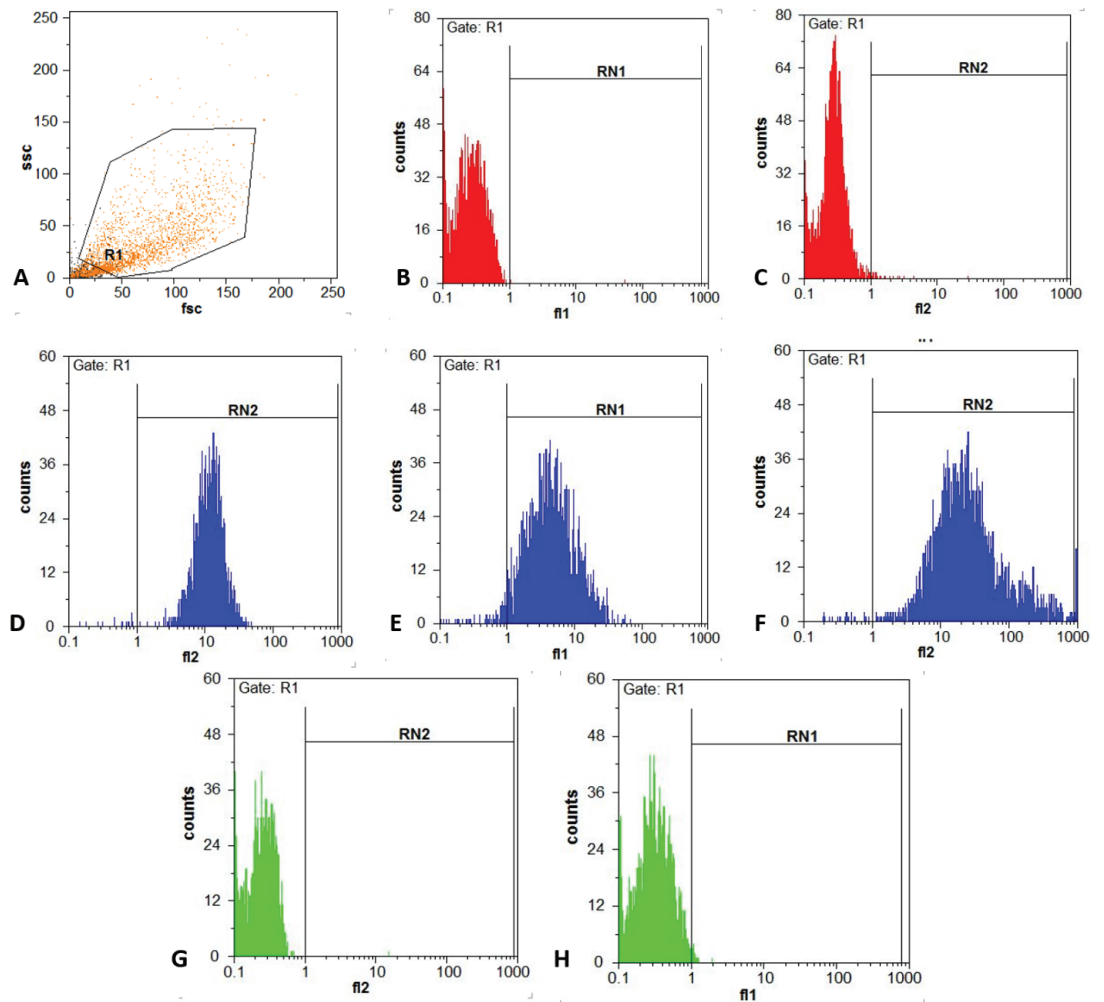 250
200
150
100
50
0
ssc
R1
A
0 50 100 150 200 250
fsc
Gate: R1
RN1
80
64
48
32
16
0
counts
B
0.1 1 10 100 1000
fl1
Gate: R1
RN2
80
64
48
32
16
0
counts
C
0.1 1 10 100 1000
fl2
Gate: R1
RN2
60
48
36
24
12
0
counts
D
0.1 1 10 100 1000
fl2
Gate: R1
RN1
60
48
36
24
12
0
counts
E
0.1 1 10 100 1000
fl1
Gate: R1
RN2
60
48
36
24
12
0
counts
F
0.1 1 10 100 1000
fl2
Gate: R1
RN2
60
48
36
24
12
0
counts
G
0.1 1 10 100 1000
fl2
Gate: R1
RN1
60
48
36
24
12
0
counts
H
0.1 1 10 100 1000
fl1